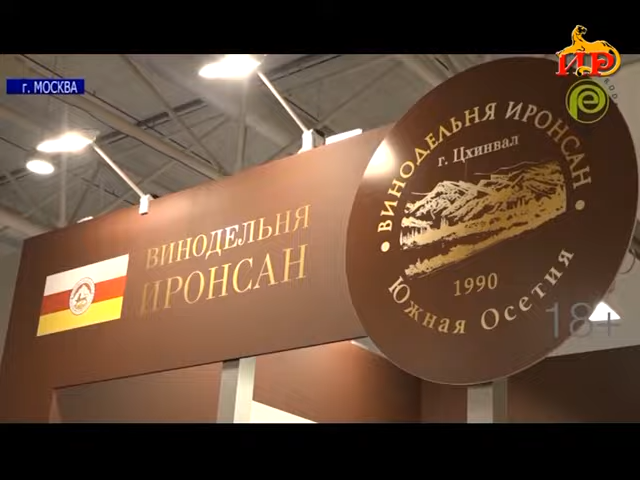 г. МОСКВА
ИР
18+
ВИНОДЕЛЬНЯ
ИРОНСАН
ВИНОДЕЛЬНЯ ИРОНСАН
г. Цхинвал
1990
Южная Осетия